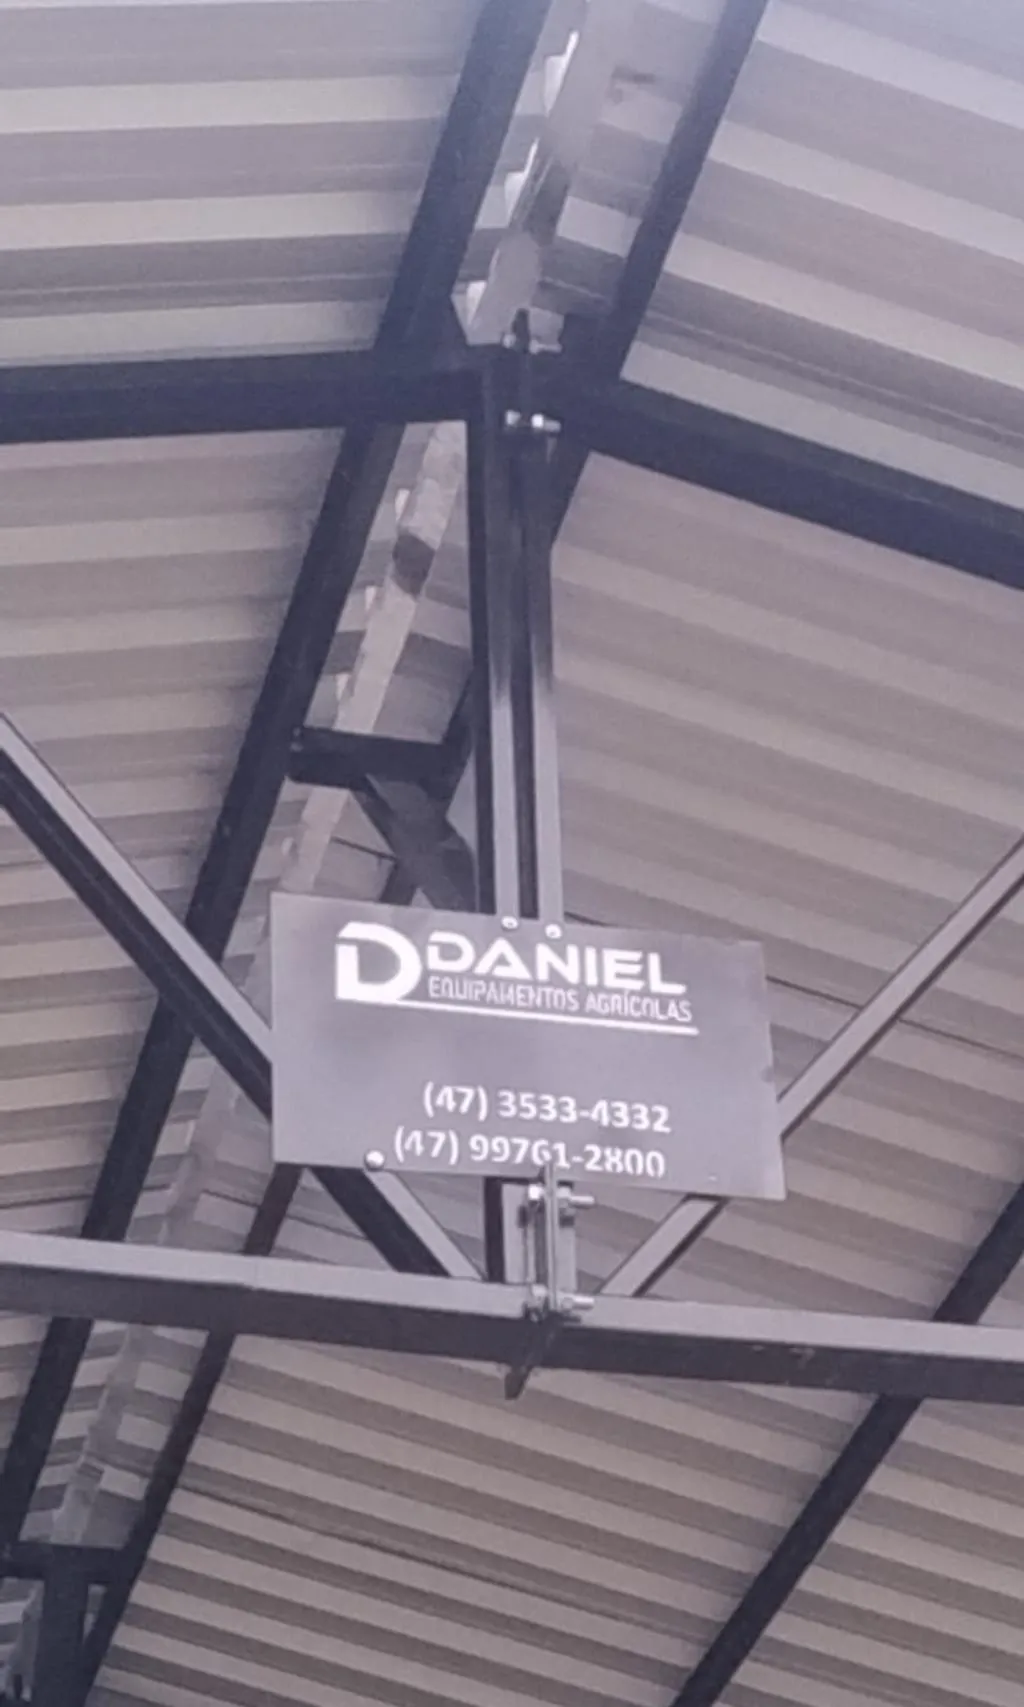 DANIEL
EQUIPAMENTOS AGRÍCOLAS
(47) 3533-4332
(47) 99761-2800